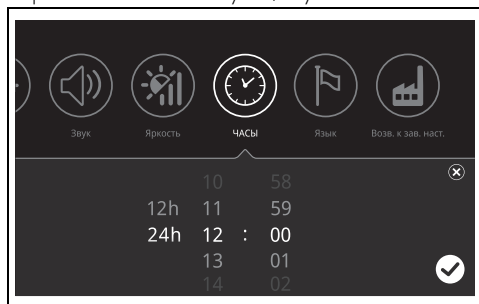 Звук Яркость ЧАСЫ Язык Возв. к зав. наст.
10 58
12h 11 59
24h 12 : 00
13 01
14 02